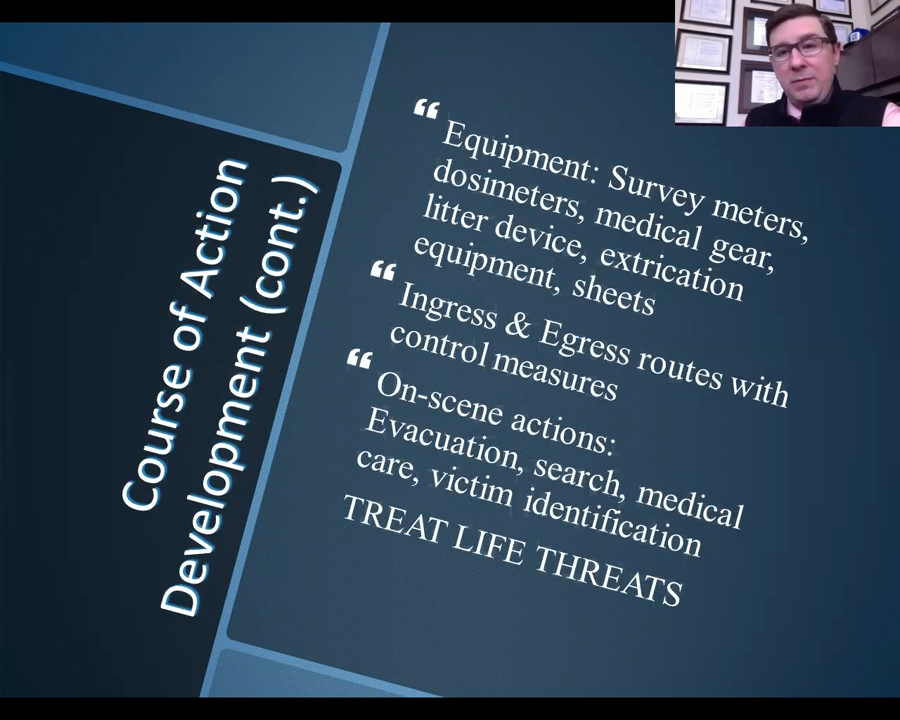 Course of Action
Development (cont.)
Equipment: Survey meters,
dosimeters, medical gear,
litter device, extrication
equipment, sheets
Ingress & Egress routes with
control measures
On-scene actions:
Evacuation, search, medical
care, victim identification
TREAT LIFE THREATS